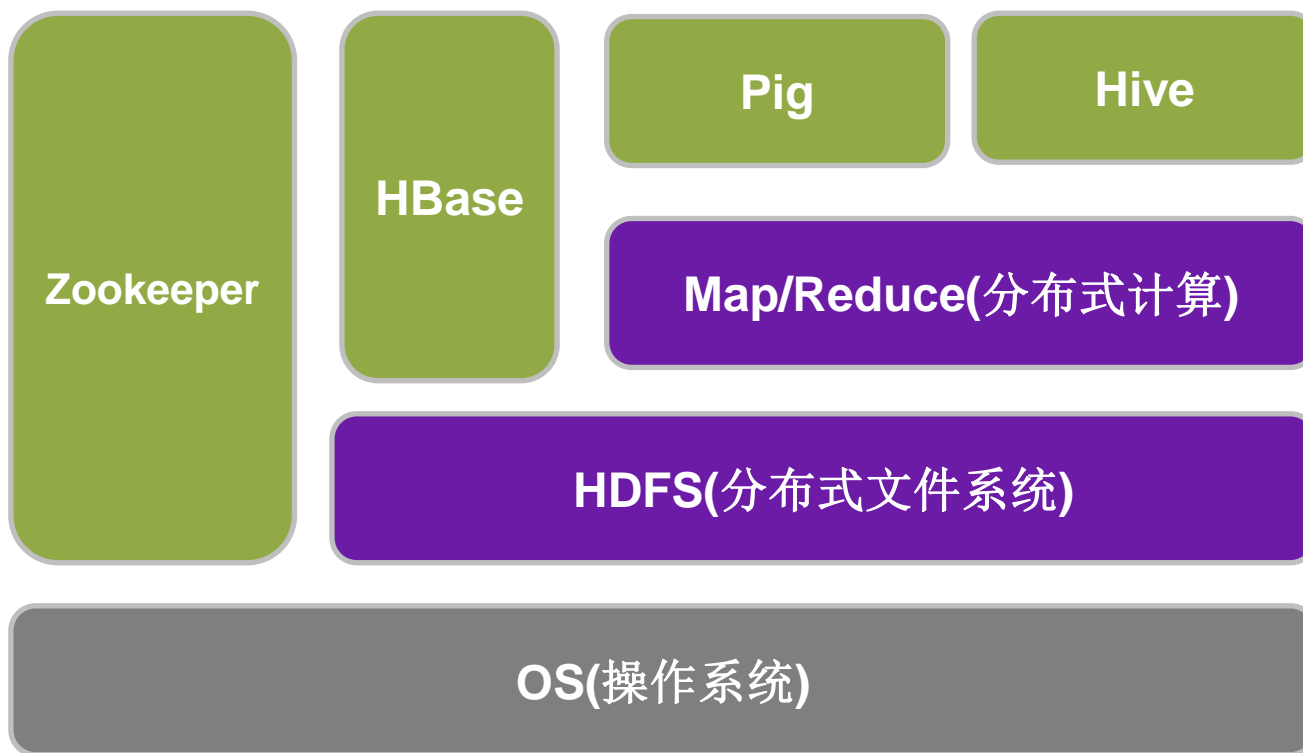 Pig
Hive
HBase
Zookeeper
Map/Reduce(分布式计算)
HDFS(分布式文件系统)
OS(操作系统)